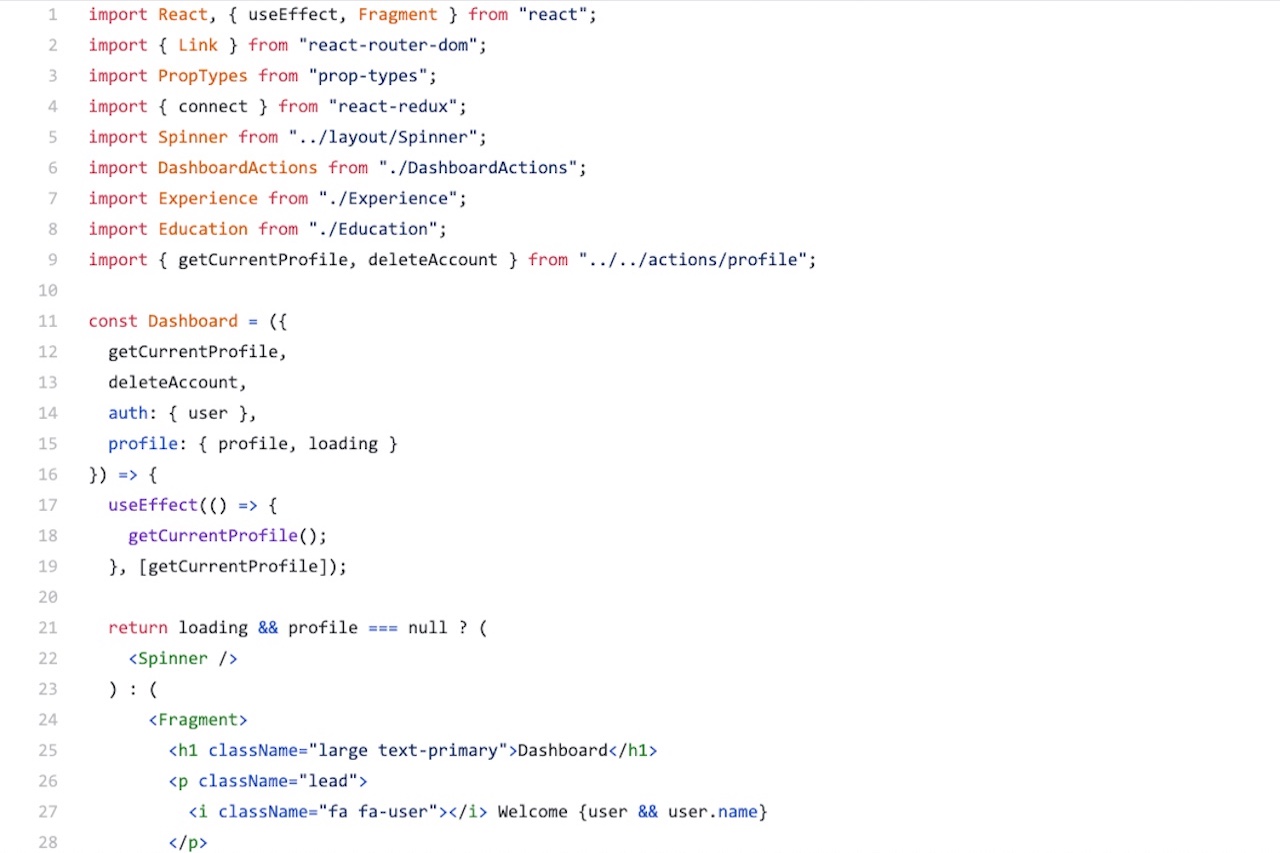 1 import React, { useEffect, Fragment } from "react";
2 import { Link } from "react-router-dom";
3 import PropTypes from "prop-types";
4 import { connect } from "react-redux";
5 import Spinner from "../layout/Spinner";
6 import DashboardActions from "./DashboardActions";
7 import Experience from "./Experience";
8 import Education from "./Education";
9 import { getCurrentProfile, deleteAccount } from "../../actions/profile";
10
11 const Dashboard = ({
12   getCurrentProfile,
13   deleteAccount,
14   auth: { user },
15   profile: { profile, loading }
16 }) => {
17   useEffect(() => {
18     getCurrentProfile();
19   }, [getCurrentProfile]);
20
21   return loading && profile === null ? (
22     <Spinner />
23   ) : (
24       <Fragment>
25         <h1 className="large text-primary">Dashboard</h1>
26         <p className="lead">
27           <i className="fa fa-user"></i> Welcome {user && user.name}
28         </p>